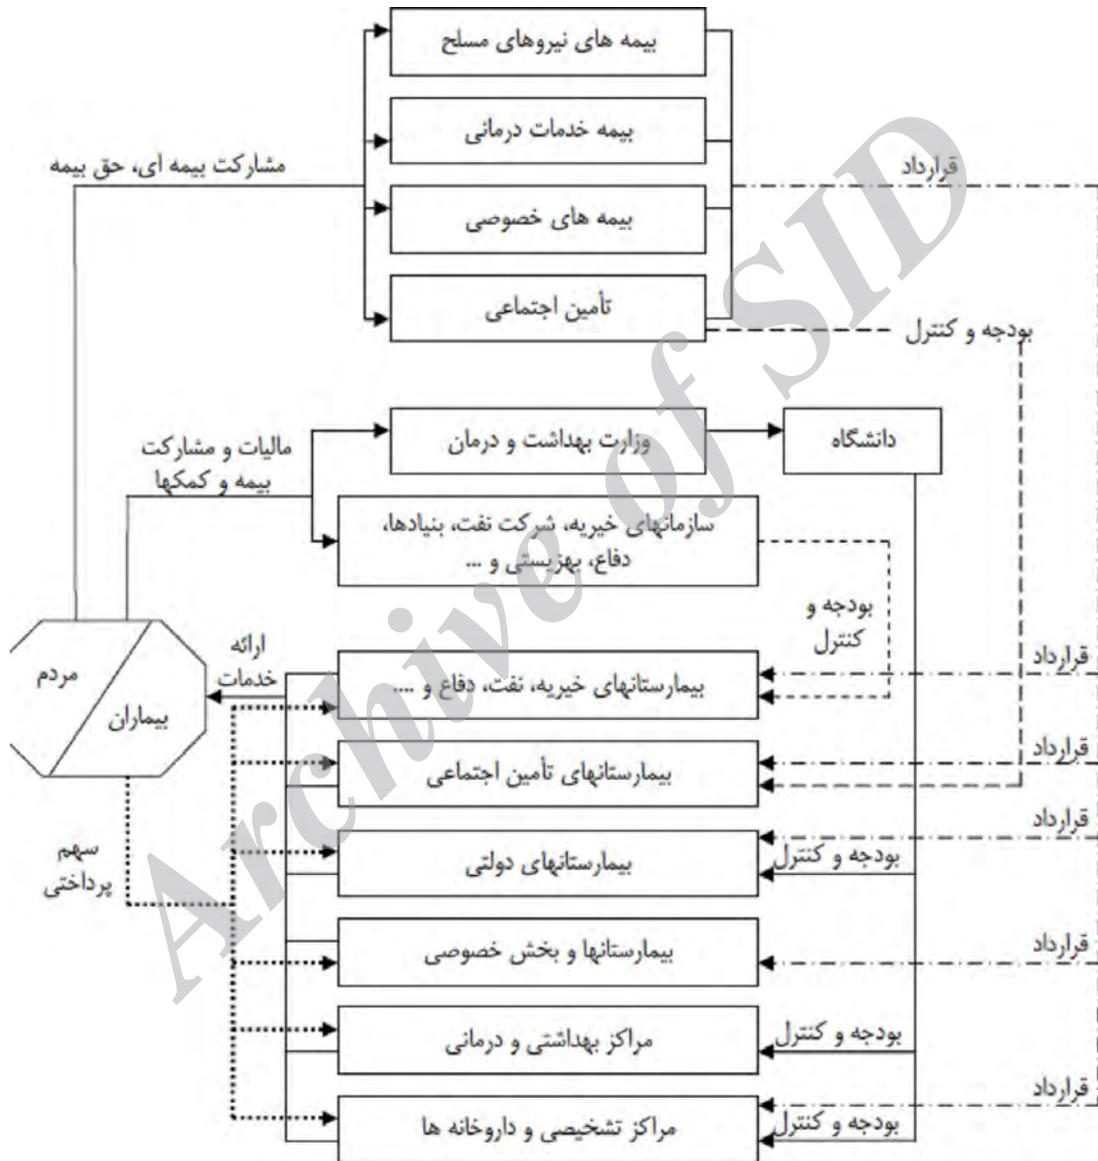 بیمه های نیروهای مسلح
بیمه خدمات درمانی
مشارکت بیمه ای، حق بیمه
قرارداد
بیمه های خصوصی
تأمین اجتماعی
بودجه و کنترل
وزارت بهداشت و درمان
دانشگاه
مالیات و مشارکت
بیمه و کمکها
سازمانهای خیریه، شرکت نفت، بنیادها،
دفاع، بهزیستی و ...
بودجه و
کنترل
ارائه
خدمات
مردم
بیماران
بیمارستانهای خیریه، نفت، دفاع و ....
قرارداد
بیمارستانهای تأمین اجتماعی
قرارداد
سهم
پرداختی
بیمارستانهای دولتی
قرارداد
بودجه و کنترل
بیمارستانها و بخش خصوصی
قرارداد
مراکز بهداشتی و درمانی
بودجه و کنترل
مراکز تشخیصی و داروخانه ها
قرارداد
بودجه و کنترل
Archive of SID